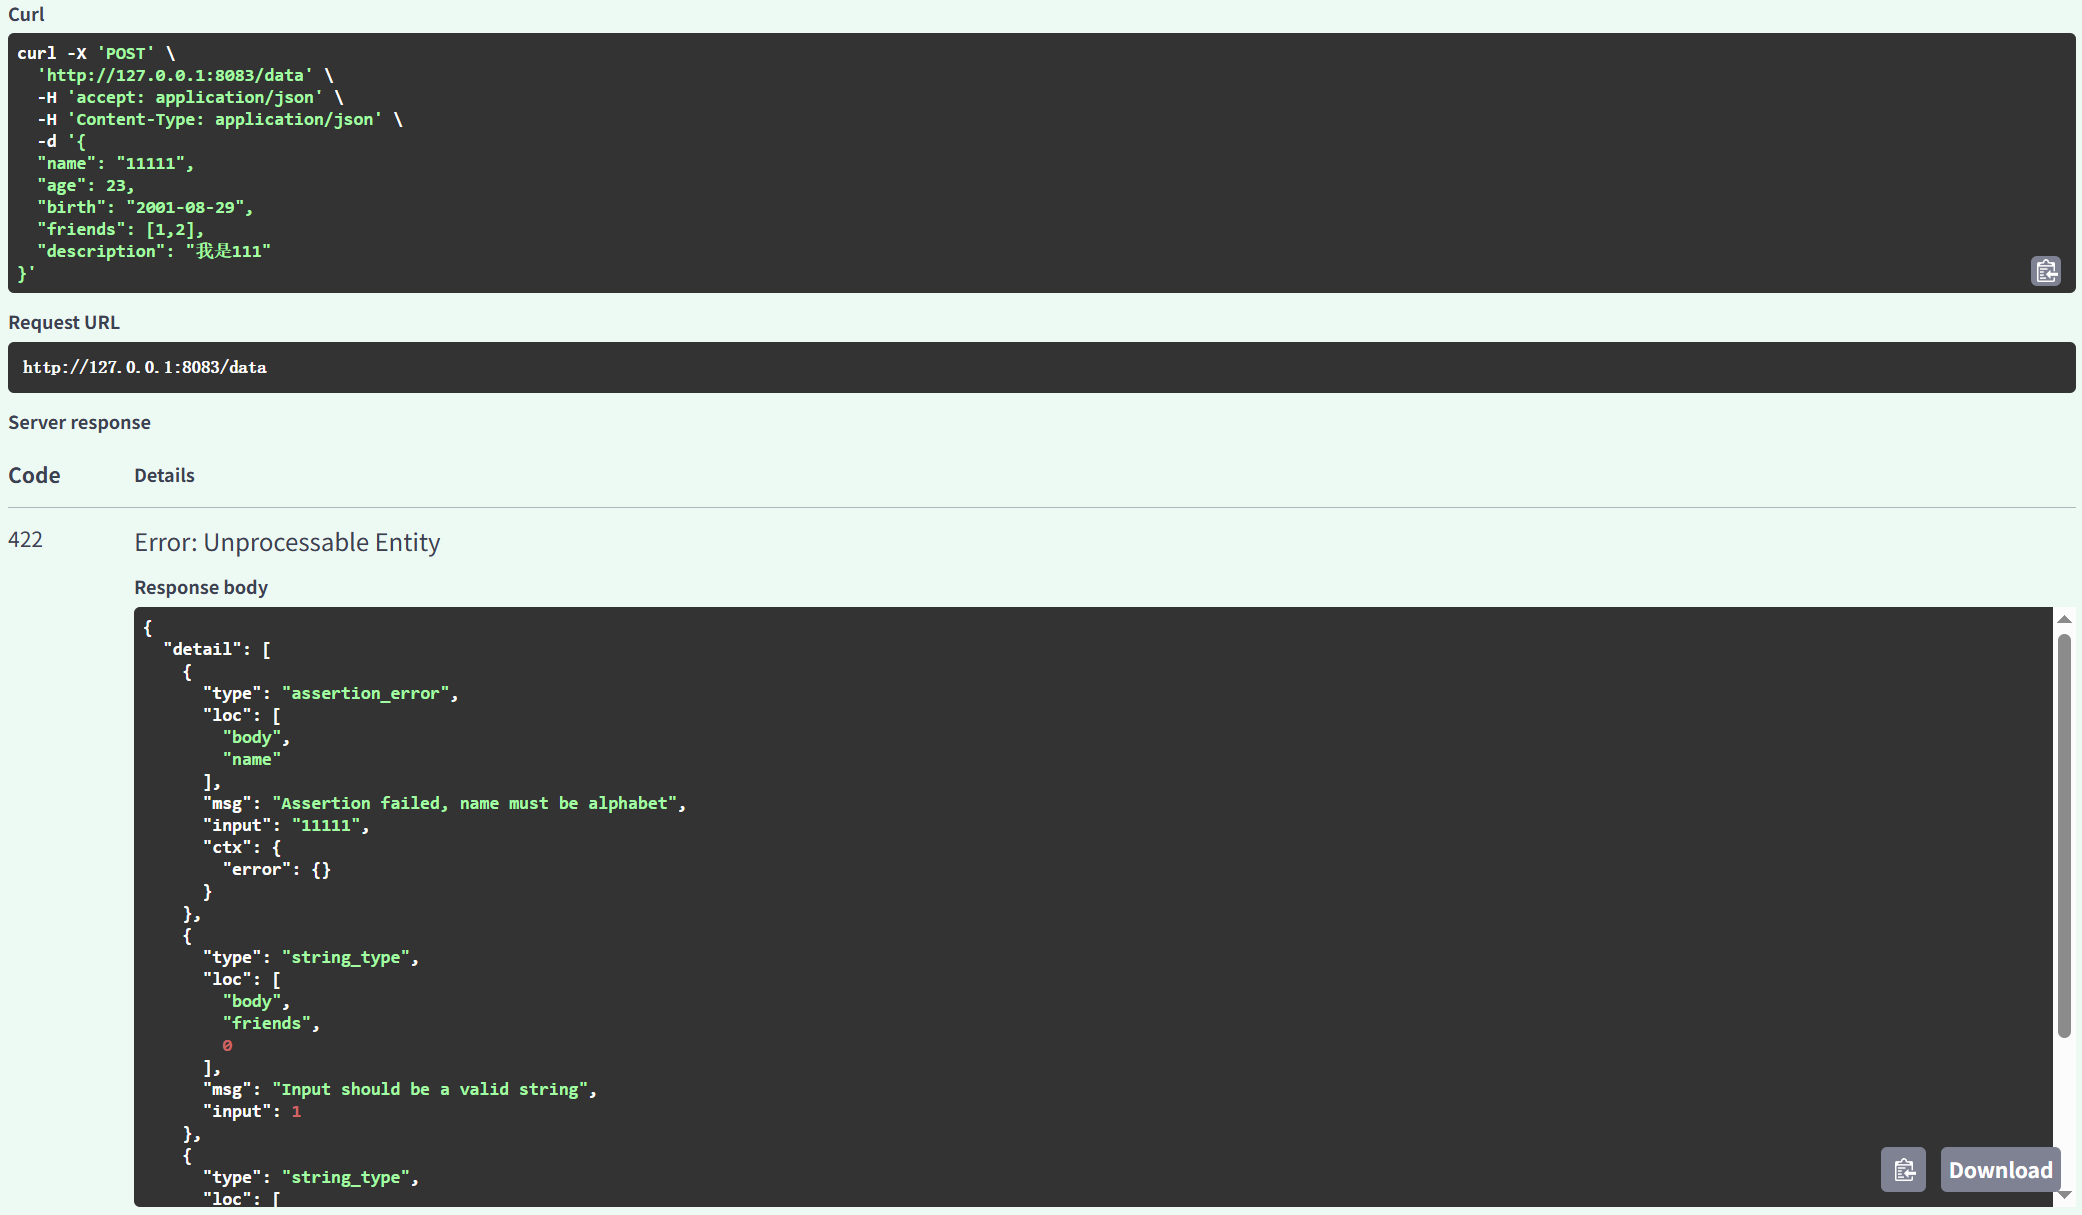 Curl
curl -X 'POST' \
  'http://127.0.0.1:8083/data' \
  -H 'accept: application/json' \
  -H 'Content-Type: application/json' \
  -d '{
  "name": "11111",
  "age": 23,
  "birth": "2001-08-29",
  "friends": [1,2],
  "description": "我是111"
}'
Request URL
http://127.0.0.1:8083/data
Server response
Code Details
422 Error: Unprocessable Entity
Response body
{
  "detail": [
    {
      "type": "assertion_error",
      "loc": [
        "body",
        "name"
      ],
      "msg": "Assertion failed, name must be alphabet",
      "input": "11111",
      "ctx": {
        "error": {}
      }
    },
    {
      "type": "string_type",
      "loc": [
        "body",
        "friends",
        0
      ],
      "msg": "Input should be a valid string",
      "input": 1
    },
    {
      "type": "string_type",
      "loc": [
Download